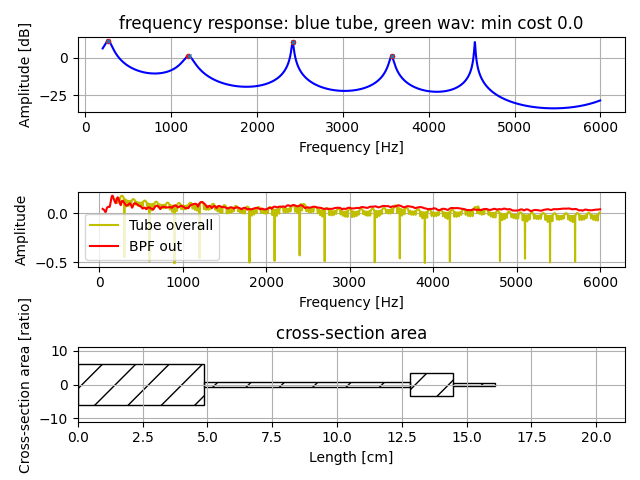 frequency response: blue tube, green wav: min cost 0.0
Amplitude [dB]
0
−25
0 1000 2000 3000 4000 5000 6000
Frequency [Hz]
Amplitude
0.0
−0.5
Tube overall
BPF out
0 1000 2000 3000 4000 5000 6000
Frequency [Hz]
cross-section area
Cross-section area [ratio]
10
0
−10
0.0 2.5 5.0 7.5 10.0 12.5 15.0 17.5 20.0
Length [cm]